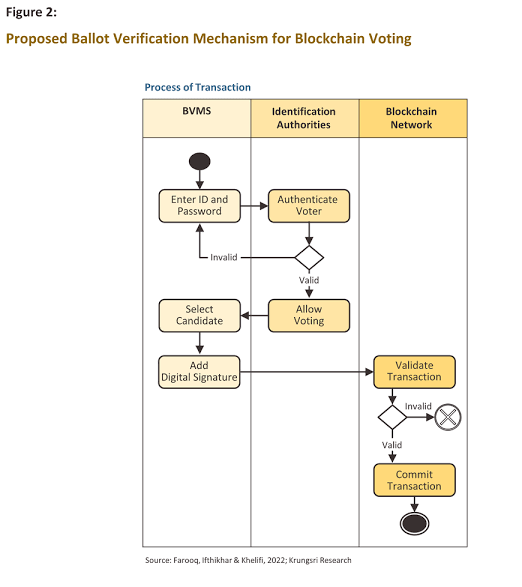 Figure 2:
Proposed Ballot Verification Mechanism for Blockchain Voting
Process of Transaction
BVMS
Identification
Authorities
Blockchain
Network
Enter ID and
Password
Authenticate
Voter
Invalid
Valid
Select
Candidate
Allow
Voting
Add
Digital Signature
Validate
Transaction
Invalid
Valid
Commit
Transaction
Source: Farooq, Ifthikhar & Khelifi, 2022; Krungsri Research